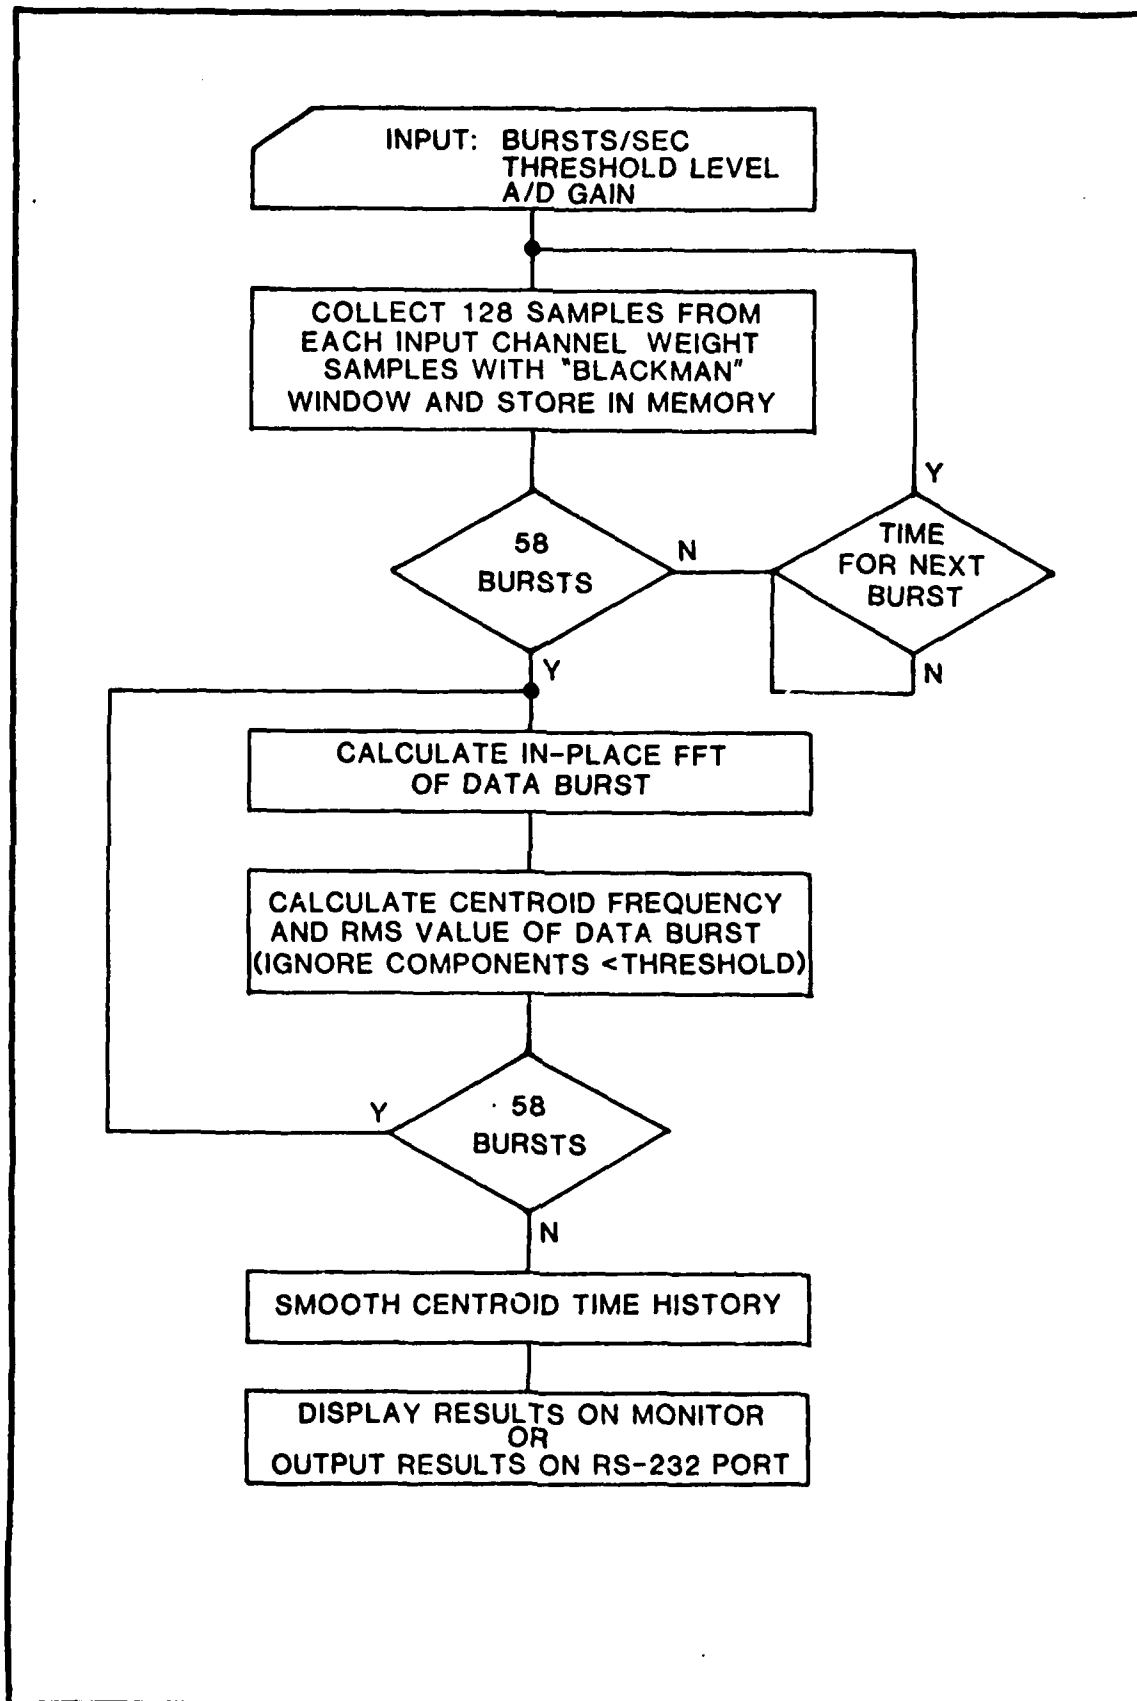 INPUT: BURSTS/SEC
THRESHOLD LEVEL
A/D GAIN
COLLECT 128 SAMPLES FROM
EACH INPUT CHANNEL WEIGHT
SAMPLES WITH "BLACKMAN"
WINDOW AND STORE IN MEMORY
58
BURSTS
N
Y
TIME
FOR NEXT
BURST
N
Y
CALCULATE IN-PLACE FFT
OF DATA BURST
CALCULATE CENTROID FREQUENCY
AND RMS VALUE OF DATA BURST
(IGNORE COMPONENTS <THRESHOLD)
Y
58
BURSTS
N
SMOOTH CENTROID TIME HISTORY
DISPLAY RESULTS ON MONITOR
OR
OUTPUT RESULTS ON RS-232 PORT